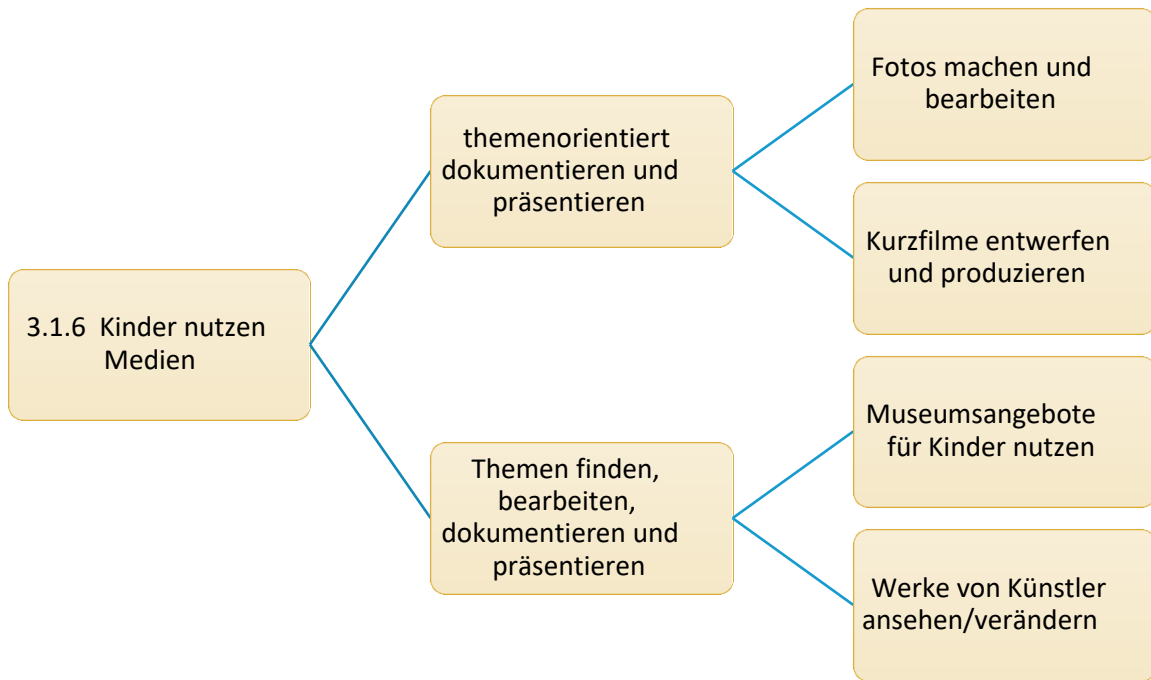 3.1.6 Kinder nutzen
Medien
themenorientiert
dokumentieren und
präsentieren
Fotos machen und
bearbeiten
Kurzfilme entwerfen
und produzieren
Themen finden,
bearbeiten,
dokumentieren und
präsentieren
Museumsangebote
für Kinder nutzen
Werke von Künstler
ansehen/verändern